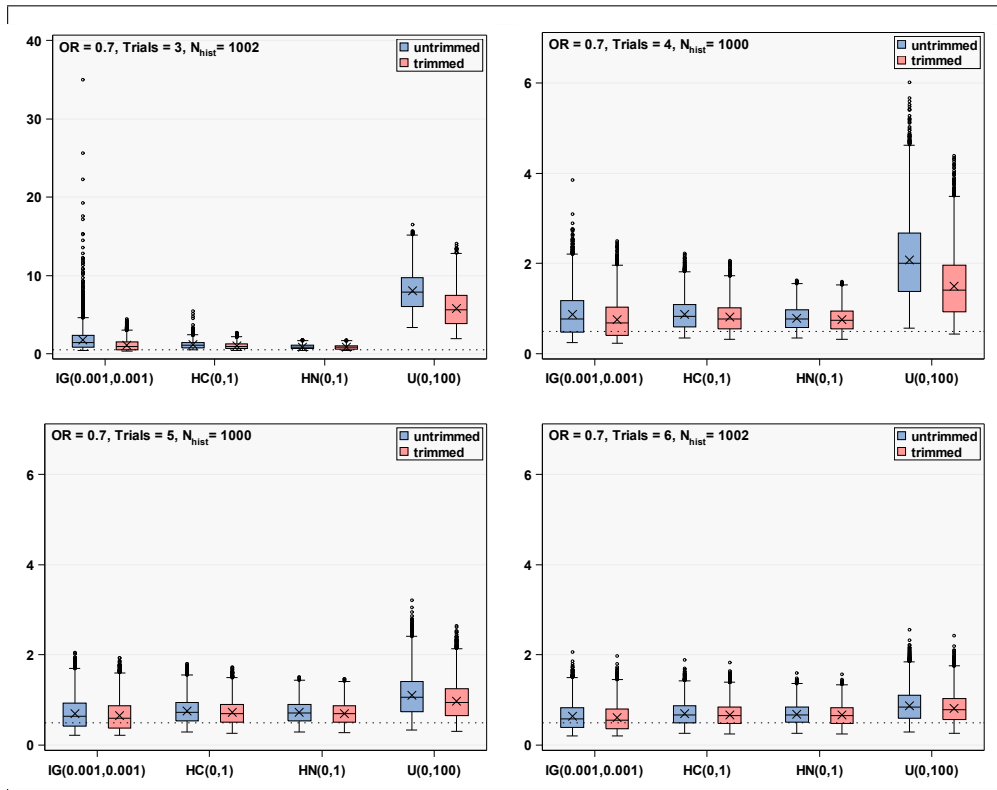 OR = 0.7, Trials = 3, Nhist= 1002
untrimmed
trimmed
40
30
20
10
0
IG(0.001,0.001) HC(0,1) HN(0,1) U(0,100)
OR = 0.7, Trials = 4, Nhist= 1000
untrimmed
trimmed
6
4
2
0
IG(0.001,0.001) HC(0,1) HN(0,1) U(0,100)
OR = 0.7, Trials = 5, Nhist= 1000
untrimmed
trimmed
6
4
2
0
IG(0.001,0.001) HC(0,1) HN(0,1) U(0,100)
OR = 0.7, Trials = 6, Nhist= 1002
untrimmed
trimmed
6
4
2
0
IG(0.001,0.001) HC(0,1) HN(0,1) U(0,100)